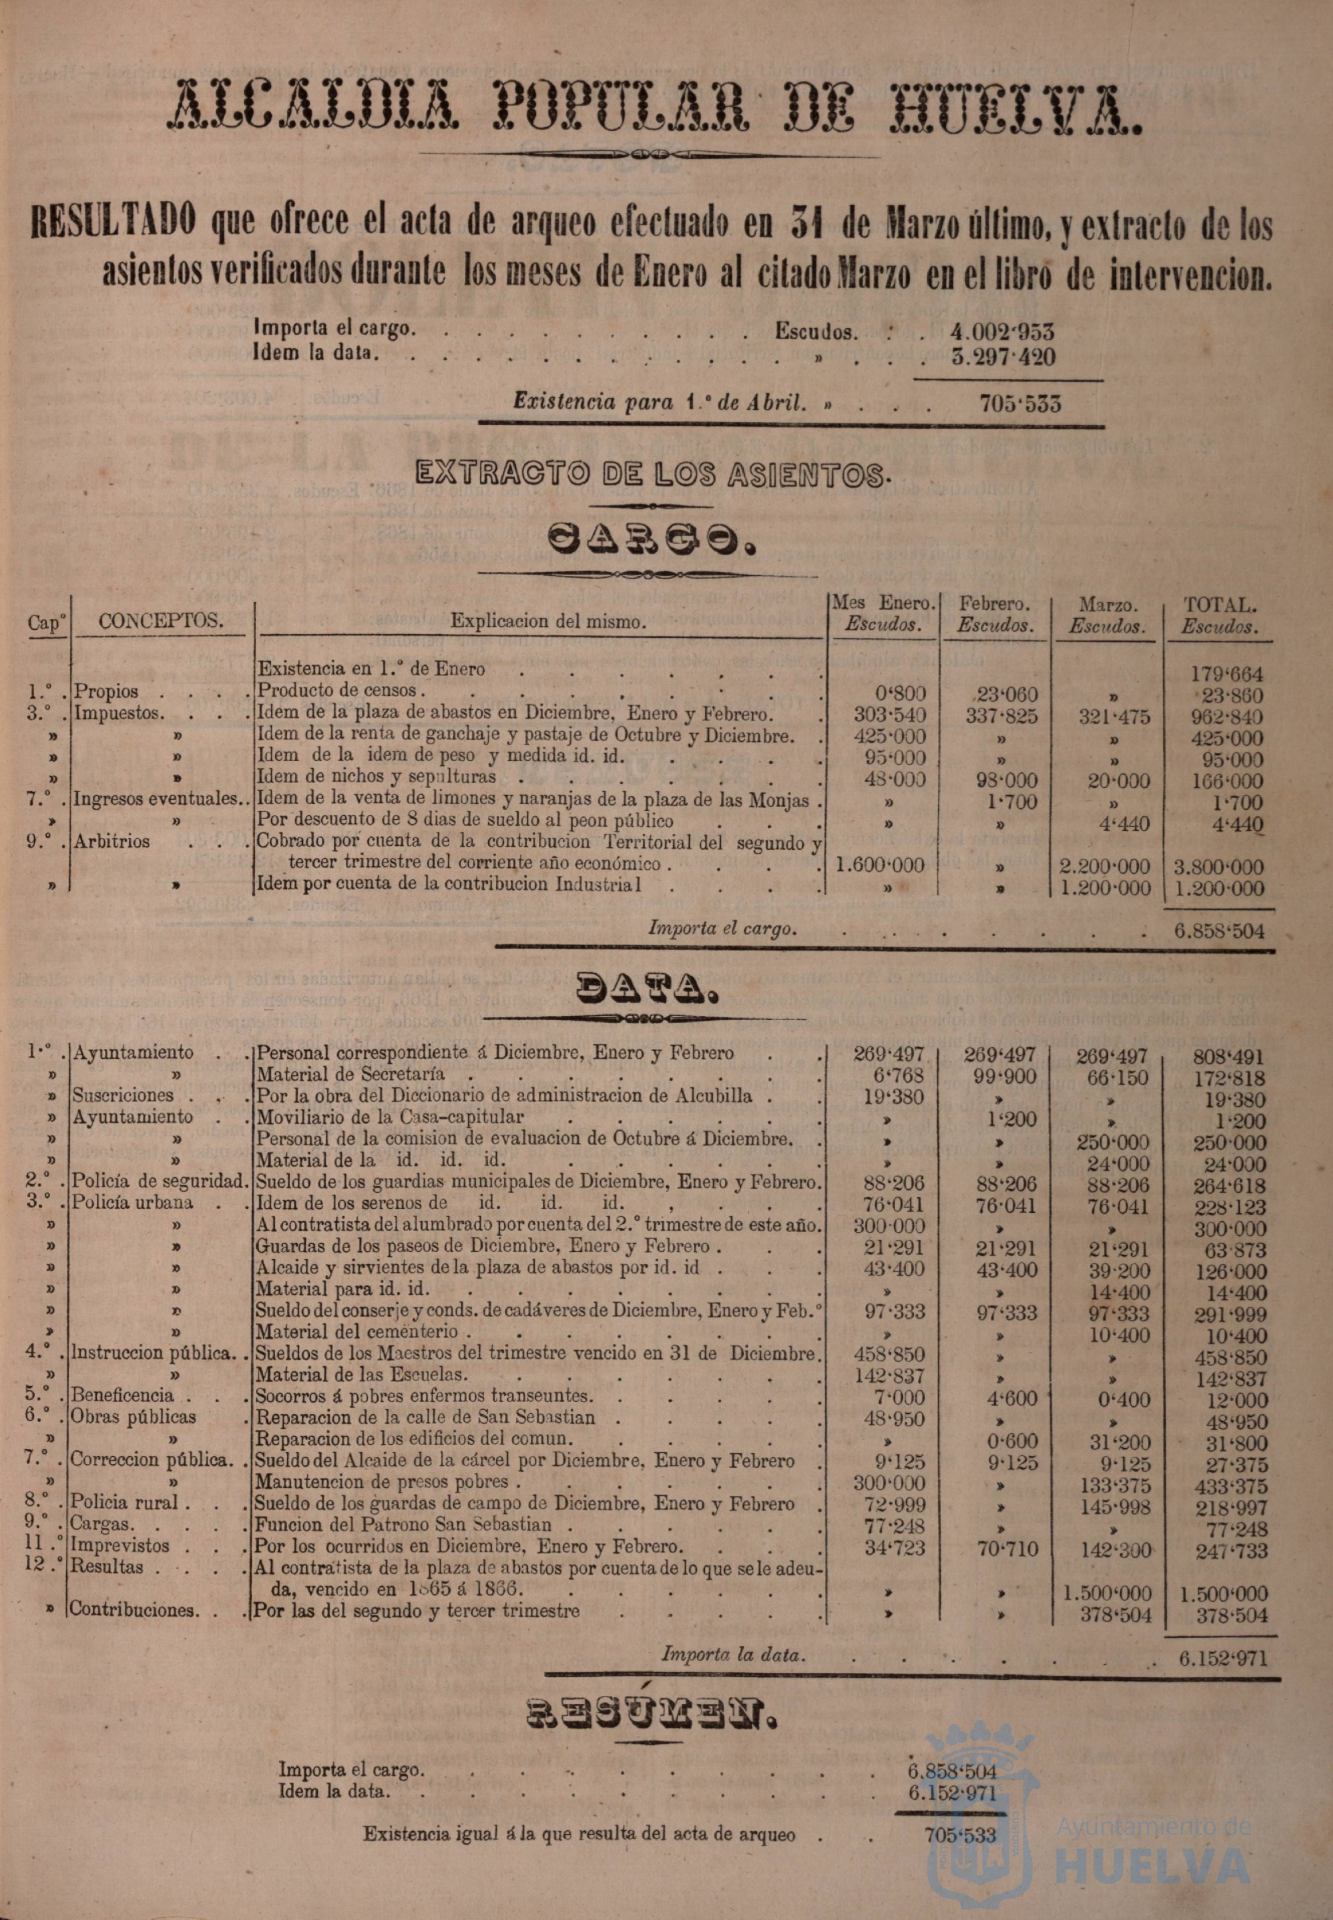 ALCALDIA POPULAR DE HUELVA.
RESULTADO que ofrece el acta de arqueo efectuado en 31 de Marzo último, y extracto de los
asientos verificados durante los meses de Enero al citado Marzo en el libro de intervencion.
Importa el cargo. . . . . . . . . . Escudos. : . 4.002‘953
Idem la data. . . . . . . . . . . . » . . . 3.297‘420
Existencia para 1.º de Abril. » . . . 705‘533
EXTRACTO DE LOS ASIENTOS.
CARGO.
Mes Enero. Febrero. Marzo. TOTAL.
Capº CONCEPTOS. Explicacion del mismo. Escudos. Escudos. Escudos. Escudos.
Existencia en 1.º de Enero . . . . . . 179‘664
1.º . Propios . . . . Producto de censos . . . . . . . . 0‘800 23‘060 » 23‘860
3.º . Impuestos. . . . Idem de la plaza de abastos en Diciembre, Enero y Febrero. . 303‘540 337‘825 321‘475 962‘840
» » Idem de la renta de ganchaje y pastaje de Octubre y Diciembre. . 425‘000 » » 425‘000
» » Idem de la idem de peso y medida id. id. . . . . 95‘000 » » 95‘000
» » Idem de nichos y sepulturas . . . . . . . 48‘000 98‘000 20‘000 166‘000
7.º . Ingresos eventuales. . Idem de la venta de limones y naranjas de la plaza de las Monjas . » 1‘700 » 1‘700
» » Por descuento de 8 dias de sueldo al peon público . . . » » 4‘440 4‘440
9.º . Arbitrios . . . Cobrado por cuenta de la contribucion Territorial del segundo y
tercer trimestre del corriente año económico . . . . 1.600‘000 » 2.200‘000 3.800‘000
» » Idem por cuenta de la contribucion Industrial . . . . » » 1.200‘000 1.200‘000
Importa el cargo. . . . . . . . 6.858‘504
DATA.
1.º . Ayuntamiento . . Personal correspondiente á Diciembre, Enero y Febrero . . 269‘497 269‘497 269‘497 808‘491
» » Material de Secretaría . . . . . . . . 6‘768 99‘900 66‘150 172‘818
» Suscriciones . . . Por la obra del Diccionario de administracion de Alcubilla . . 19‘380 » » 19‘380
» Ayuntamiento . . Moviliario de la Casa-capitular . . . . . . » 1‘200 » 1‘200
» » Personal de la comision de evaluacion de Octubre á Diciembre. . » » 250‘000 250‘000
» » Material de la id. id. id. . . . . . . » » 24‘000 24‘000
2.º . Policía de seguridad. Sueldo de los guardias municipales de Diciembre, Enero y Febrero. 88‘206 88‘206 88‘206 264‘618
3.º . Policía urbana . . Idem de los serenos de id. id. id. , . . . 76‘041 76‘041 76‘041 228‘123
» » Al contratista del alumbrado por cuenta del 2.º trimestre de este año. 300‘000 » » 300‘000
» » Guardas de los paseos de Diciembre, Enero y Febrero . . . 21‘291 21‘291 21‘291 63‘873
» » Alcaide y sirvientes de la plaza de abastos por id. id . . . 43‘400 43‘400 39‘200 126‘000
» » Material para id. id. . . . . . . . . » » 14‘400 14‘400
» » Sueldo del conserje y conds. de cadáveres de Diciembre, Enero y Feb.º 97‘333 97‘333 97‘333 291‘999
» » Material del cementerio . . . . . . . . » » 10‘400 10‘400
4.º . Instruccion pública. . Sueldos de los Maestros del trimestre vencido en 31 de Diciembre. 458‘850 » » 458‘850
» » Material de las Escuelas. . . . . . . . 142‘837 » » 142‘837
5.º . Beneficencia . . . Socorros á pobres enfermos transeuntes. . . . . . 7‘000 4‘600 0‘400 12‘000
6.º . Obras públicas . Reparacion de la calle de San Sebastian . . . . . 48‘950 » » 48‘950
» » Reparacion de los edificios del comun. . . . . . » 0‘600 31‘200 31‘800
7.º . Correccion pública. . Sueldo del Alcaide de la cárcel por Diciembre, Enero y Febrero . 9‘125 9‘125 9‘125 27‘375
» » Manutencion de presos pobres . . . . . . . 300‘000 » 133‘375 433‘375
8.º . Policia rural . . . Sueldo de los guardas de campo de Diciembre, Enero y Febrero . 72‘999 » 145‘998 218‘997
9.º . Cargas. . . . . Funcion del Patrono San Sebastian . . . . . . 77‘248 » » 77‘248
11.º . Imprevistos . . . Por los ocurridos en Diciembre, Enero y Febrero. . . . 34‘723 70‘710 142‘300 247‘733
12.º . Resultas . . . . Al contratista de la plaza de abastos por cuenta de lo que se le adeu-
da, vencido en 1865 á 1866. . . . . . . » » 1.500‘000 1.500‘000
» Contribuciones. . . Por las del segundo y tercer trimestre . . . . . » » 378‘504 378‘504
Importa la data. . . . . . . . 6.152‘971
RESÚMEN.
Importa el cargo. . . . . . . . . . 6.858‘504
Idem la data. . . . . . . . . . . 6.152‘971
Existencia igual á la que resulta del acta de arqueo . . 705‘533
Ayuntamiento de
HUELVA